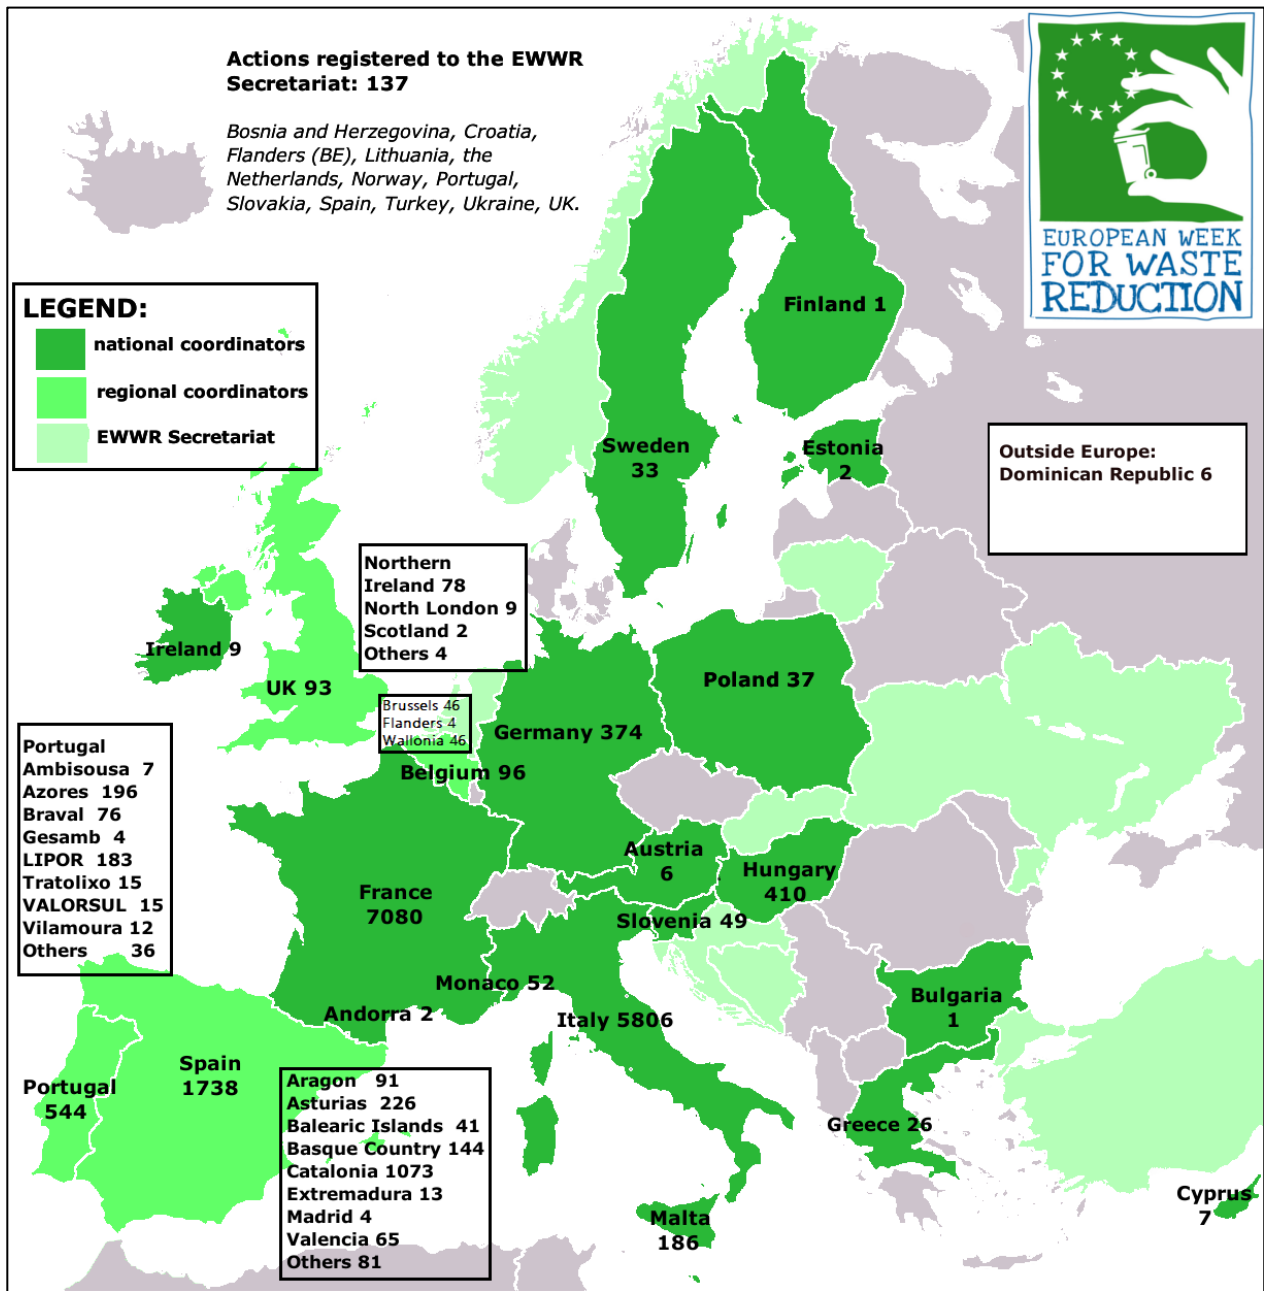 Actions registered to the EWWR
Secretariat: 137
Bosnia and Herzegovina, Croatia,
Flanders (BE), Lithuania, the
Netherlands, Norway, Portugal,
Slovakia, Spain, Turkey, Ukraine, UK.
EUROPEAN WEEK
FOR WASTE
REDUCTION
LEGEND:
national coordinators
regional coordinators
EWWR Secretariat
Finland 1
Sweden
33
Estonia
2
Outside Europe:
Dominican Republic 6
Northern
Ireland 78
North London 9
Scotland 2
Others 4
Ireland 9
UK 93
Brussels 46
Flanders 4
Wallonia 46
Belgium 96
Germany 374
Poland 37
Portugal
Ambisousa 7
Azores 196
Braval 76
Gesamb 4
LIPOR 183
Tratolixo 15
VALORSUL 15
Vilamoura 12
Others 36
France
7080
Austria
6
Hungary
410
Slovenia 49
Monaco 52
Andorra 2
Italy 5806
Bulgaria
1
Spain
1738
Portugal
544
Aragon 91
Asturias 226
Balearic Islands 41
Basque Country 144
Catalonia 1073
Extremadura 13
Madrid 4
Valencia 65
Others 81
Greece 26
Malta
186
Cyprus
7